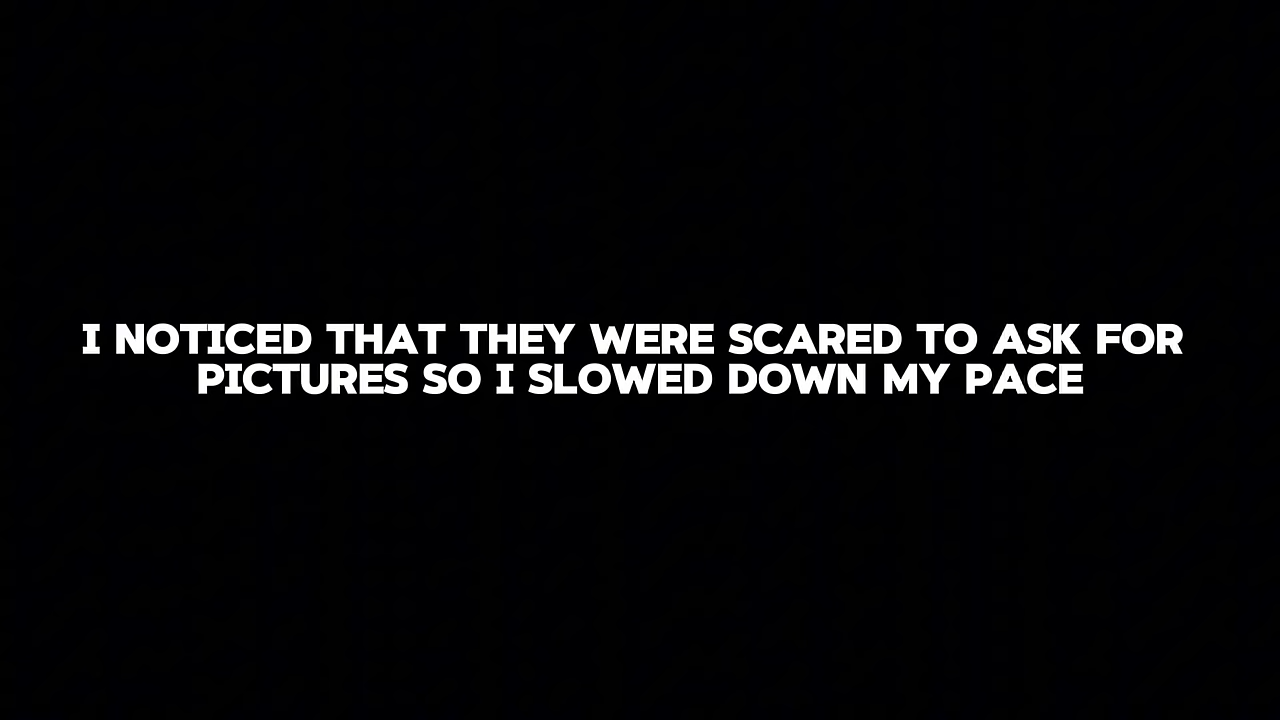 I NOTICED THAT THEY WERE SCARED TO ASK FOR
PICTURES SO I SLOWED DOWN MY PACE